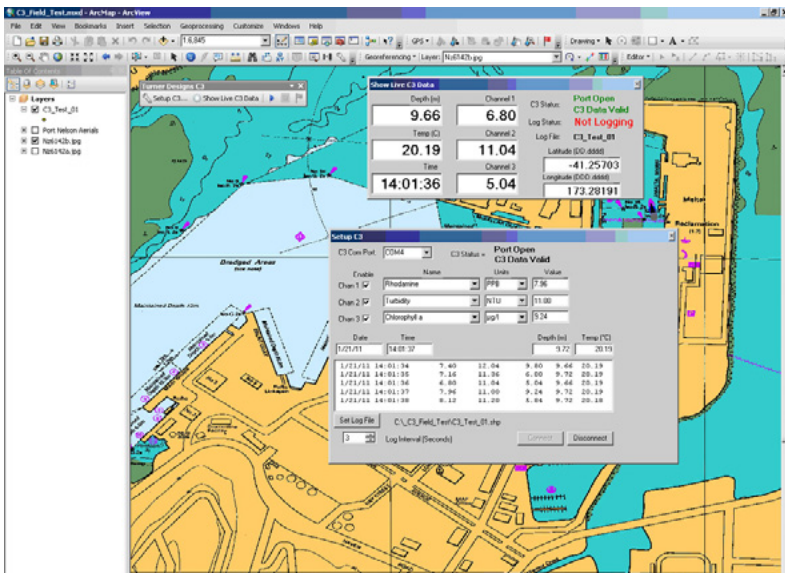 C3_Field_Test.mxd - ArcMap - ArcView
File Edit View Bookmarks Insert Selection Geoprocessing Customize Windows Help
1:6,845
GPS
Drawing
Georeferencing Layer: Nz6142b.jpg
Editor
Table Of Contents
Layers
C3_Test_01
Port Nelson Aerials
Nz6142b.jpg
Nz6142a.jpg
Turner Designs C3
Setup C3... Show Live C3 Data
Show Live C3 Data
Depth (m) Channel 1
9.66 6.80
Temp (C) Channel 2
20.19 11.04
Time Channel 3
14:01:36 5.04
C3 Status: Port Open
C3 Data Valid
Log Status: Not Logging
Log File: C3_Test_01
Latitude (DD.dddd)
-41.25703
Longitude (DDD.dddd)
173.28191
Setup C3
C3 Com Port COM4 C3 Status = Port Open
C3 Data Valid
Enable Name Units Value
Chan 1 Rhodamine PPB 7.96
Chan 2 Turbidity NTU 11.00
Chan 3 Chlorophyll a µg/l 9.24
Date Time Depth (m) Temp (°C)
1/21/11 14:01:37 9.72 20.19
1/21/11 14:01:34 7.40 12.04 9.80 9.66 20.19
1/21/11 14:01:35 7.16 11.36 6.00 9.72 20.19
1/21/11 14:01:36 6.80 11.04 5.04 9.66 20.19
1/21/11 14:01:37 7.96 11.00 9.24 9.72 20.19
1/21/11 14:01:38 8.12 11.20 5.84 9.72 20.18
Set Log File C:\_C3_Field_Test\C3_Test_01.shp
3 Log Interval (Seconds) Connect Disconnect
Dredged Areas
(see note)
Reclamation